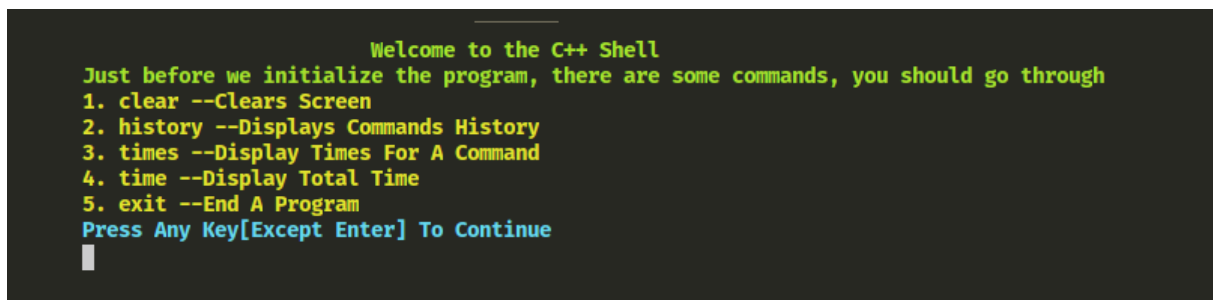 Welcome to the C++ Shell
Just before we initialize the program, there are some commands, you should go through
1. clear --Clears Screen
2. history --Displays Commands History
3. times --Display Times For A Command
4. time --Display Total Time
5. exit --End A Program
Press Any Key[Except Enter] To Continue